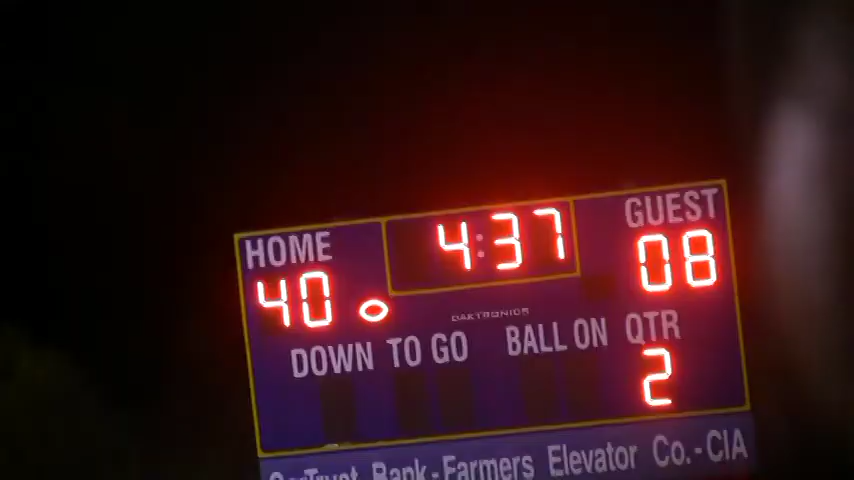 HOME 4:37 GUEST
40 08
DAKTRONICS
DOWN TO GO BALL ON QTR
2
CorTrust Bank-Farmers Elevator Co.-CIA